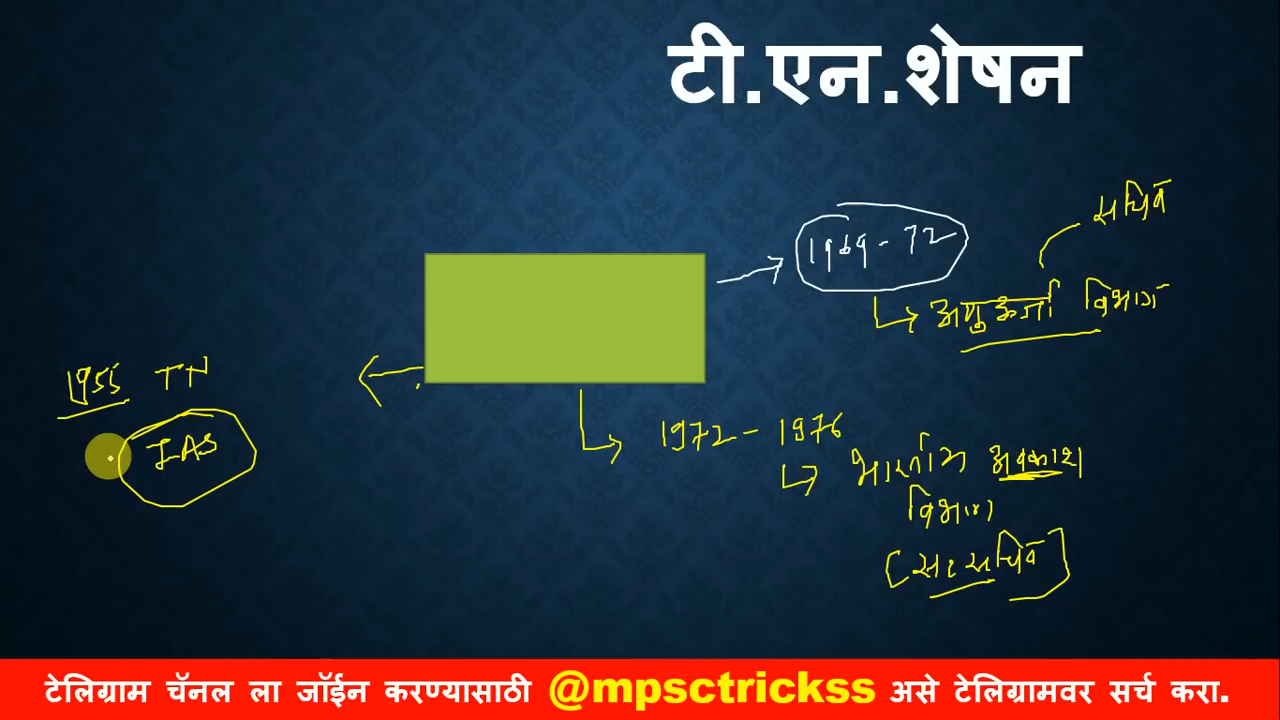 टी.एन.शेषन
सचिव
1969-72
अणुऊर्जा विभाग
1955 TN
IAS
1972-1976
भारतीय अवकाश
विभाग
[सहसचिव]
टेलिग्राम चॅनल ला जॉईन करण्यासाठी @mpsctrickss असे टेलिग्रामवर सर्च करा.